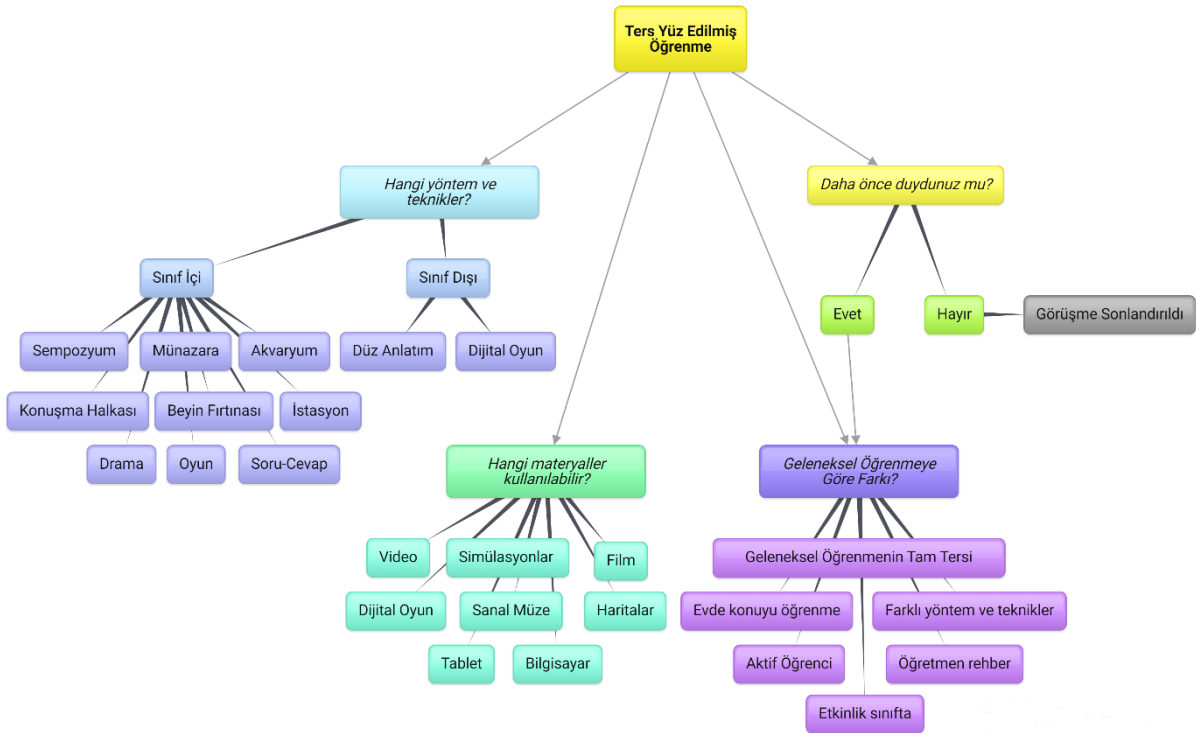 Ters Yüz Edilmiş
Öğrenme
Hangi yöntem ve
teknikler?
Daha önce duydunuz mu?
Sınıf İçi
Sınıf Dışı
Evet
Hayır
Görüşme Sonlandırıldı
Sempozyum
Münazara
Akvaryum
Düz Anlatım
Dijital Oyun
Konuşma Halkası
Beyin Fırtınası
İstasyon
Drama
Oyun
Soru-Cevap
Hangi materyaller
kullanılabilir?
Geleneksel Öğrenmeye
Göre Farkı?
Video
Simülasyonlar
Film
Geleneksel Öğrenmenin Tam Tersi
Dijital Oyun
Sanal Müze
Haritalar
Evde konuyu öğrenme
Farklı yöntem ve teknikler
Tablet
Bilgisayar
Aktif Öğrenci
Öğretmen rehber
Etkinlik sınıfta